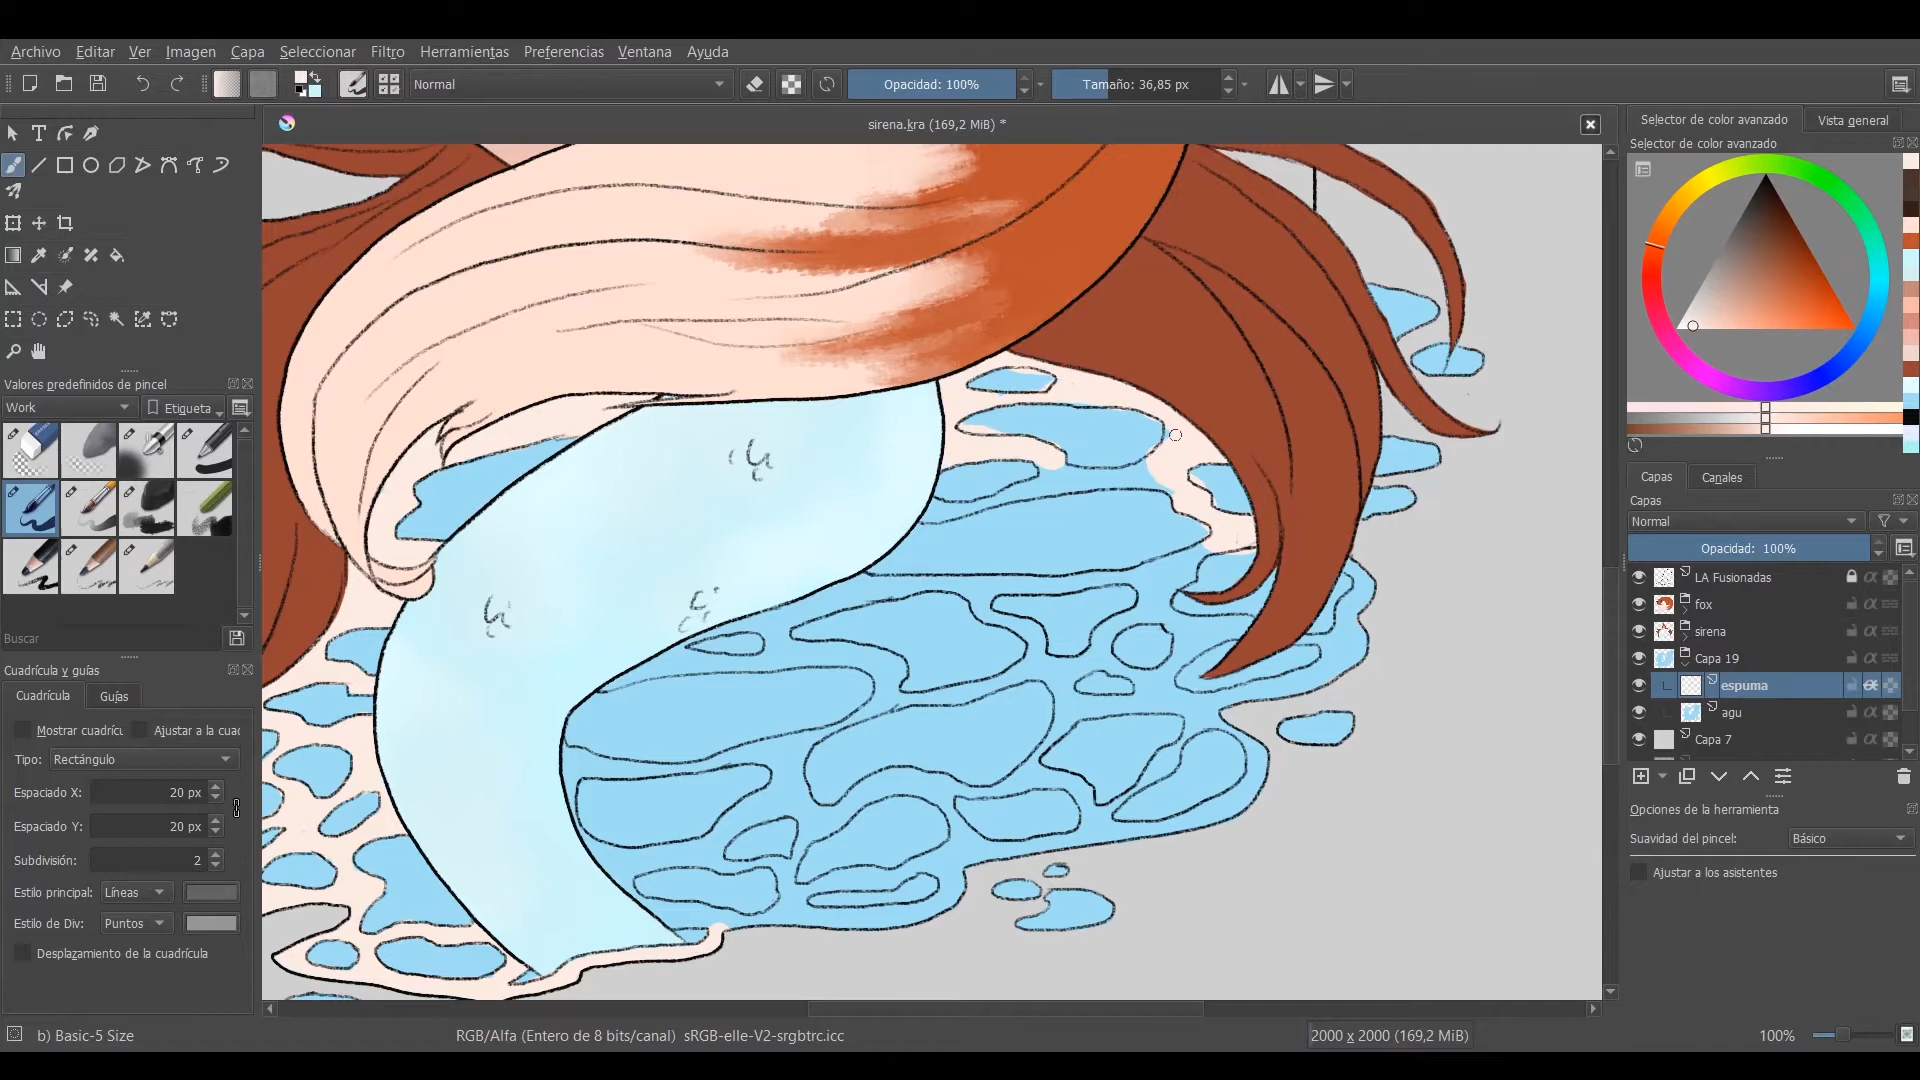 Archivo Editar Ver Imagen Capa Seleccionar Filtro Herramientas Preferencias Ventana Ayuda
Normal Opacidad: 100% Tamaño: 36,85 px
sirena.kra (169,2 MiB) *
Selector de color avanzado Vista general
Selector de color avanzado
Valores predefinidos de pincel
Work Etiqueta
Buscar
Cuadrícula y guías
Cuadrícula Guías
Mostrar cuadrícu Ajustar a la cuad
Tipo: Rectángulo
Espaciado X: 20 px
Espaciado Y: 20 px
Subdivisión: 2
Estilo principal: Líneas
Estilo de Div: Puntos
Desplazamiento de la cuadrícula
Capas Canales
Capas
Normal
Opacidad: 100%
LA Fusionadas
fox
sirena
Capa 19
espuma
agu
Capa 7
Opciones de la herramienta
Suavidad del pincel: Básico
Ajustar a los asistentes
b) Basic-5 Size RGB/Alfa (Entero de 8 bits/canal) sRGB-elle-V2-srgbtrc.icc 2000 x 2000 (169,2 MiB) 100%